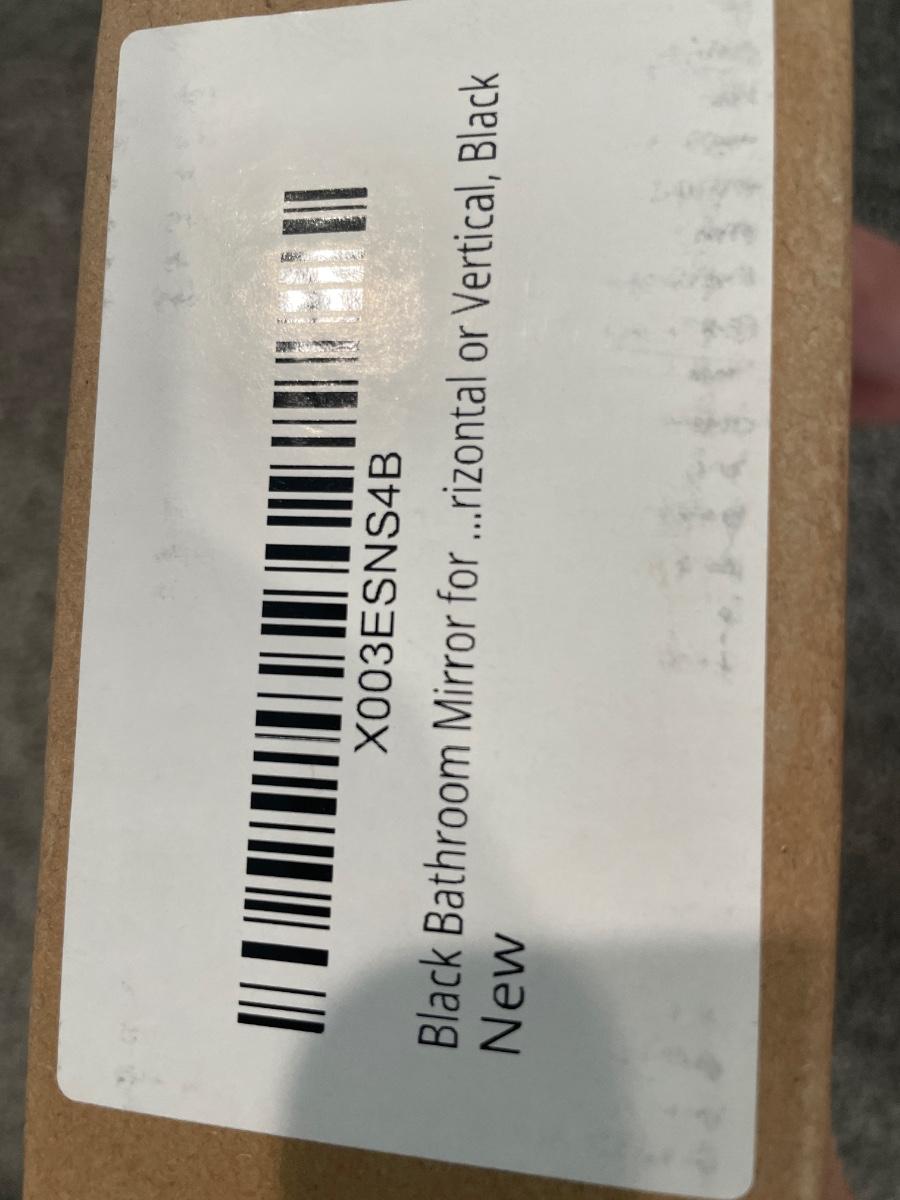 X003ESNS4B
Black Bathroom Mirror for ...rizontal or Vertical, Black
New